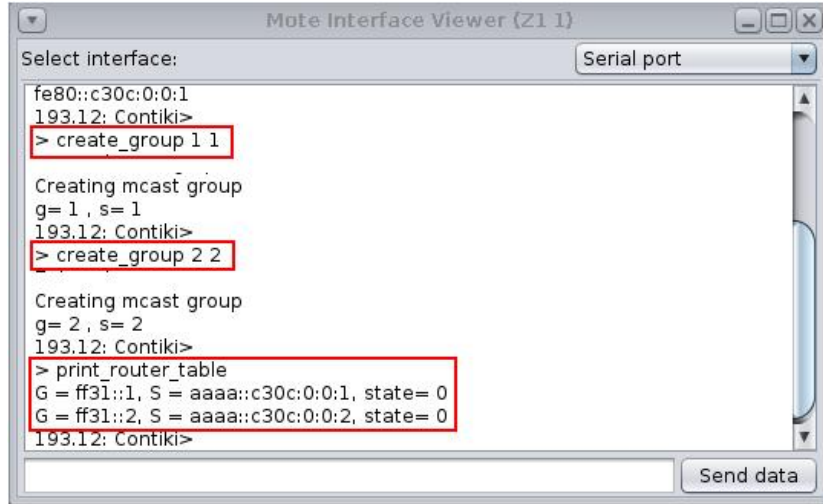 Mote Interface Viewer (Z1 1)
Select interface:
Serial port
fe80::c30c:0:0:1
193.12: Contiki>
> create_group 1 1
Creating mcast group
g= 1 , s= 1
193.12: Contiki>
> create_group 2 2
Creating mcast group
g= 2 , s= 2
193.12: Contiki>
> print_router_table
G = ff31::1, S = aaaa::c30c:0:0:1, state= 0
G = ff31::2, S = aaaa::c30c:0:0:2, state= 0
193.12: Contiki>
Send data